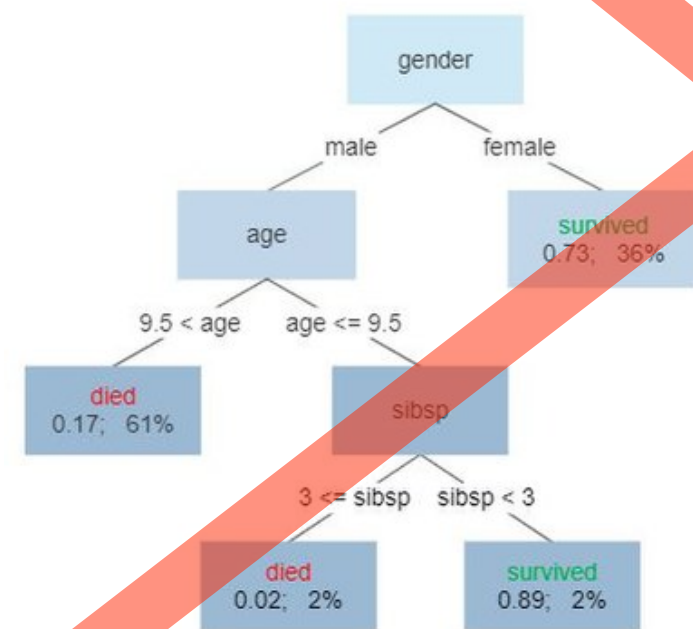 gender
male
female
age
survived
0.73; 36%
9.5 < age
age <= 9.5
died
0.17; 61%
sibsp
3 <= sibsp
sibsp < 3
died
0.02; 2%
survived
0.89; 2%